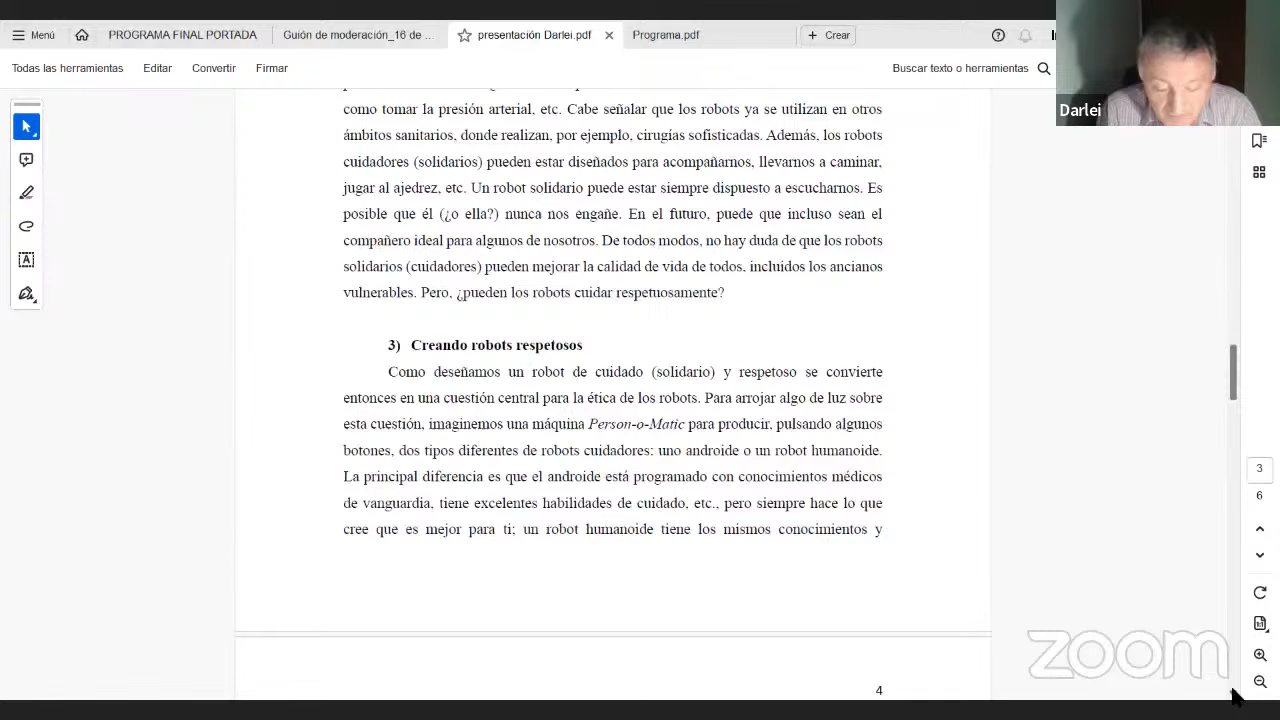 Menú
PROGRAMA FINAL PORTADA
Guión de moderación_16 de ...
presentación Darlei.pdf
Programa.pdf
Crear
Todas las herramientas
Editar
Convertir
Firmar
Buscar texto o herramientas
Darlei
como tomar la presión arterial, etc. Cabe señalar que los robots ya se utilizan en otros
ámbitos sanitarios, donde realizan, por ejemplo, cirugías sofisticadas. Además, los robots
cuidadores (solidarios) pueden estar diseñados para acompañarnos, llevarnos a caminar,
jugar al ajedrez, etc. Un robot solidario puede estar siempre dispuesto a escucharnos. Es
posible que él (¿o ella?) nunca nos engañe. En el futuro, puede que incluso sean el
compañero ideal para algunos de nosotros. De todos modos, no hay duda de que los robots
solidarios (cuidadores) pueden mejorar la calidad de vida de todos, incluidos los ancianos
vulnerables. Pero, ¿pueden los robots cuidar respetuosamente?
3) Creando robots respetosos
Como deseñamos un robot de cuidado (solidario) y respetoso se convierte
entonces en una cuestión central para la ética de los robots. Para arrojar algo de luz sobre
esta cuestión, imaginemos una máquina Person-o-Matic para producir, pulsando algunos
botones, dos tipos diferentes de robots cuidadores: uno androide o un robot humanoide.
La principal diferencia es que el androide está programado con conocimientos médicos
de vanguardia, tiene excelentes habilidades de cuidado, etc., pero siempre hace lo que
cree que es mejor para ti; un robot humanoide tiene los mismos conocimientos y
3
6
zoom
4